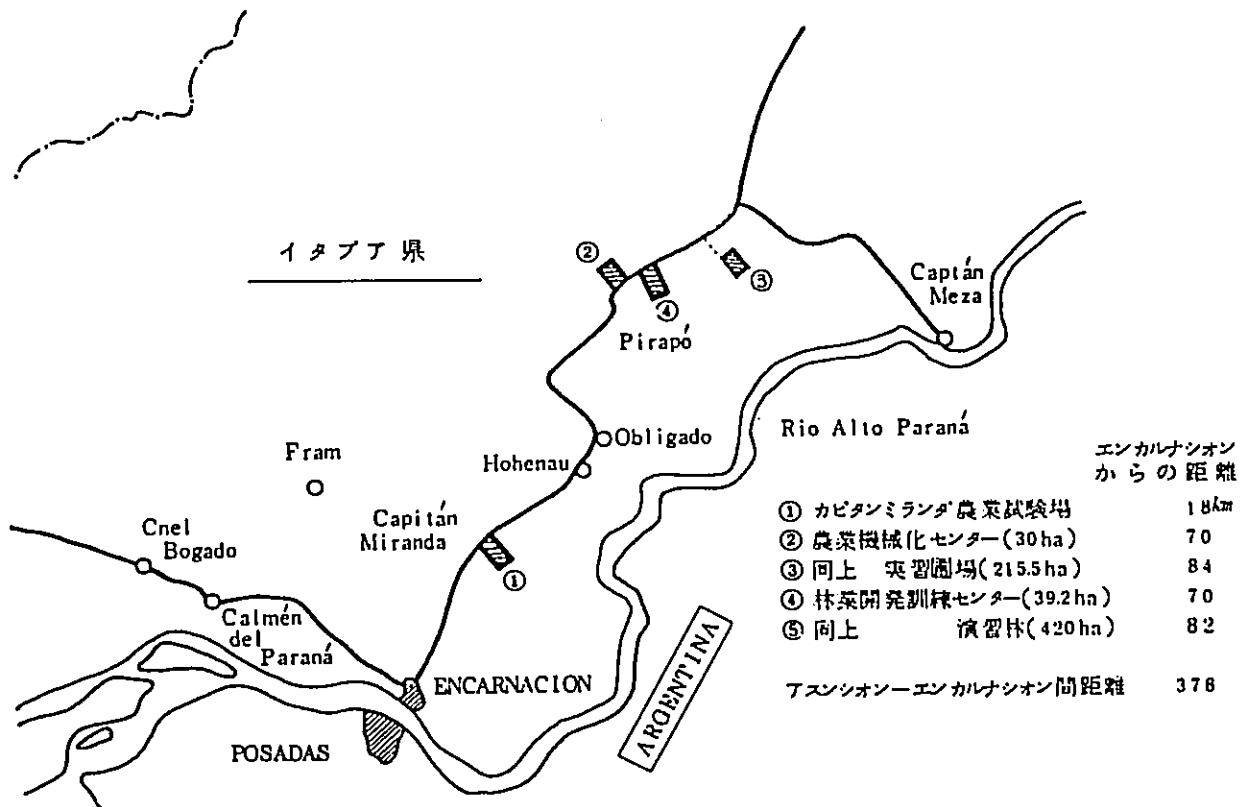 イタプア県
②
③
④
Captán
Meza
Pirapó
Rio Alto Paraná
Obligado
Hohenau
Fram
Capitán
Miranda
①
Cnel
Bogado
Calmén
del
Paraná
ENCARNACION
POSADAS
ARGENTINA
エンカルナシオン
からの距離
① カピタンミランダ農業試験場 18km
② 農業機械化センター(30ha) 70
③ 同上 実習圃場(215.5ha) 84
④ 林業開発訓練センター(39.2ha) 70
⑤ 同上 演習林(420ha) 82
アスンシオンーエンカルナシオン間距離 378